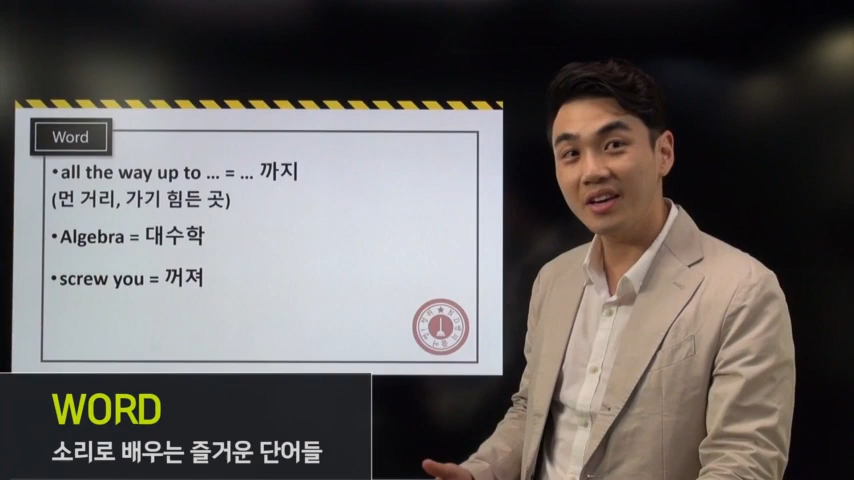 Word
•all the way up to ... = ... 까지
(먼 거리, 가기 힘든 곳)
•Algebra = 대수학
•screw you = 꺼져
WORD
소리로 배우는 즐거운 단어들